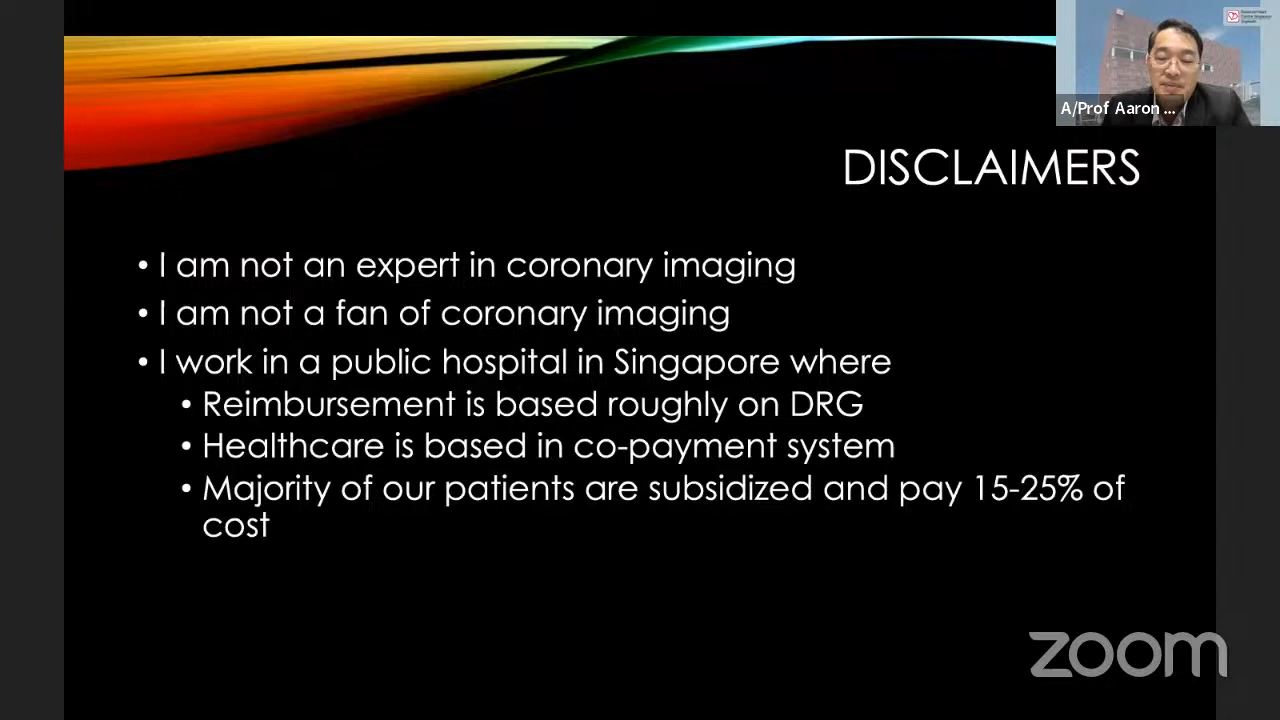 A/Prof Aaron ...
DISCLAIMERS
• I am not an expert in coronary imaging
• I am not a fan of coronary imaging
• I work in a public hospital in Singapore where
• Reimbursement is based roughly on DRG
• Healthcare is based in co-payment system
• Majority of our patients are subsidized and pay 15-25% of
cost
zoom